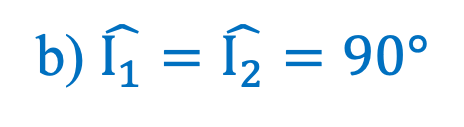 b) Î₁ = Î₂ = 90°